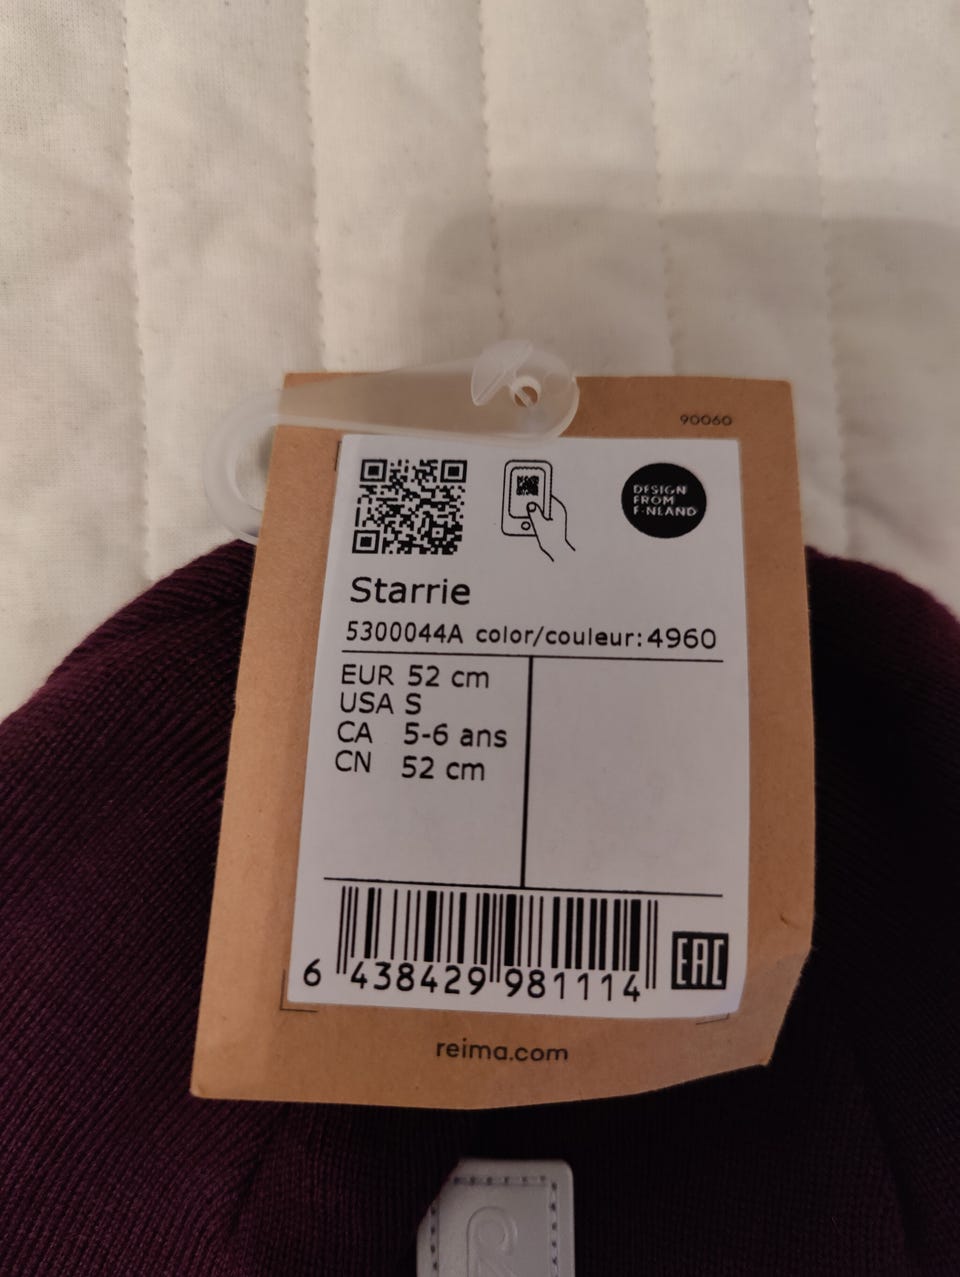 90060
DESIGN
FROM
FINLAND
Starrie
5300044A color/couleur: 4960
EUR 52 cm
USA S
CA 5-6 ans
CN 52 cm
6 438429 981114
EAC
reima.com